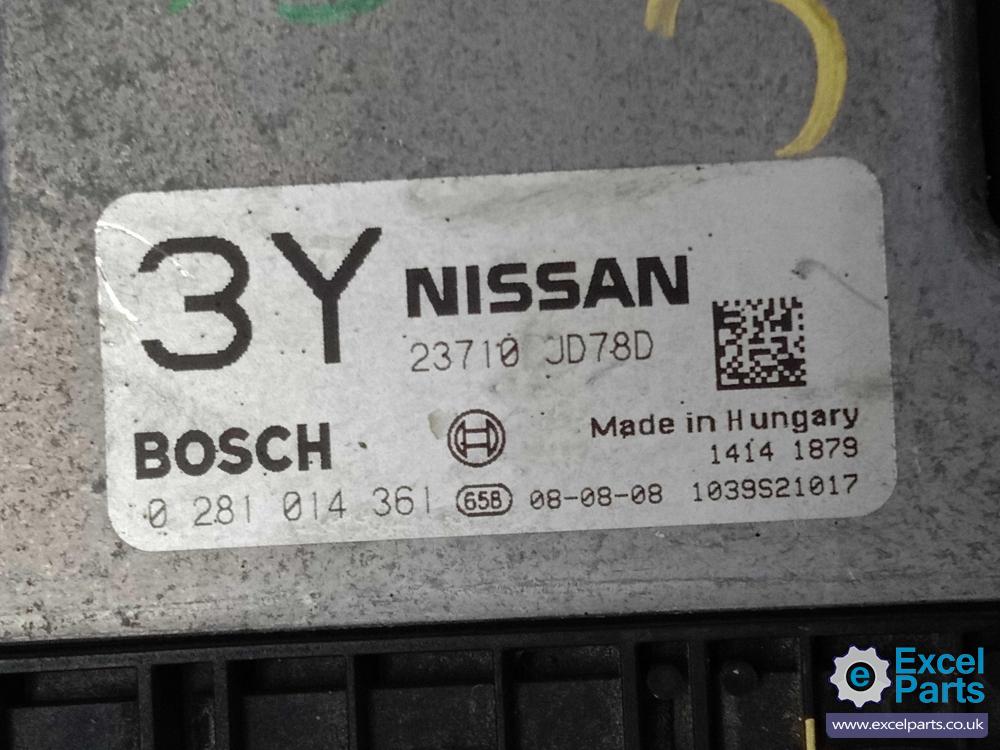 3Y NISSAN
23710 JD78D
BOSCH
Made in Hungary
1414 1879
0 281 014 361 65B 08-08-08 1039S21017
e Excel
Parts
www.excelparts.co.uk